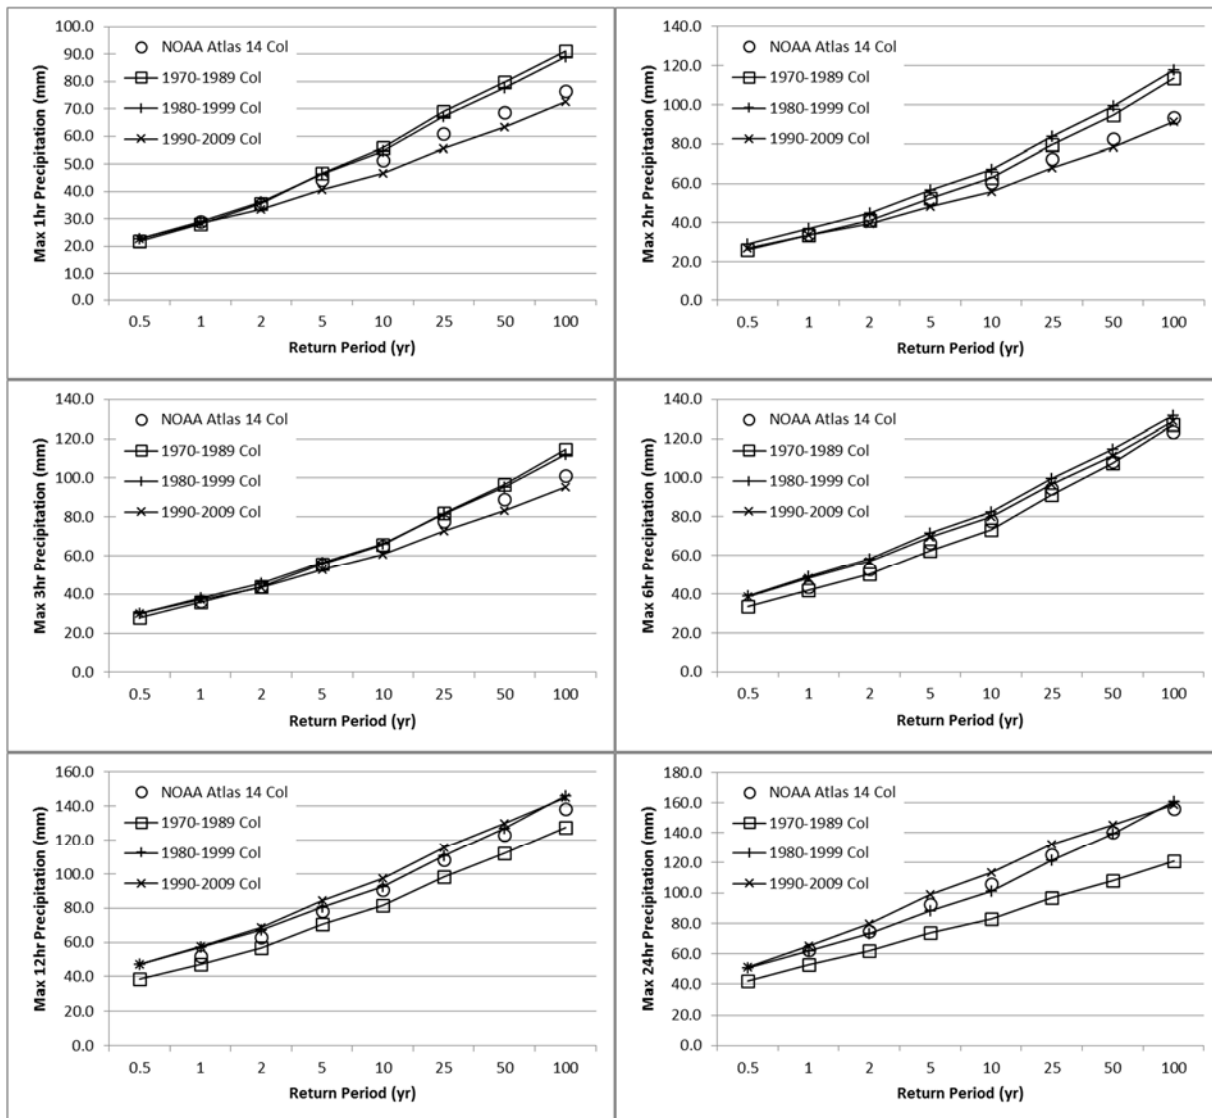 Max 1hr Precipitation (mm)
100.0
90.0
80.0
70.0
60.0
50.0
40.0
30.0
20.0
10.0
0.0
NOAA Atlas 14 Col
1970-1989 Col
1980-1999 Col
1990-2009 Col
0.5 1 2 5 10 25 50 100
Return Period (yr)
Max 2hr Precipitation (mm)
140.0
120.0
100.0
80.0
60.0
40.0
20.0
0.0
NOAA Atlas 14 Col
1970-1989 Col
1980-1999 Col
1990-2009 Col
0.5 1 2 5 10 25 50 100
Return Period (yr)
Max 3hr Precipitation (mm)
140.0
120.0
100.0
80.0
60.0
40.0
20.0
0.0
NOAA Atlas 14 Col
1970-1989 Col
1980-1999 Col
1990-2009 Col
0.5 1 2 5 10 25 50 100
Return Period (yr)
Max 6hr Precipitation (mm)
140.0
120.0
100.0
80.0
60.0
40.0
20.0
0.0
NOAA Atlas 14 Col
1970-1989 Col
1980-1999 Col
1990-2009 Col
0.5 1 2 5 10 25 50 100
Return Period (yr)
Max 12hr Precipitation (mm)
160.0
140.0
120.0
100.0
80.0
60.0
40.0
20.0
0.0
NOAA Atlas 14 Col
1970-1989 Col
1980-1999 Col
1990-2009 Col
0.5 1 2 5 10 25 50 100
Return Period (yr)
Max 24hr Precipitation (mm)
180.0
160.0
140.0
120.0
100.0
80.0
60.0
40.0
20.0
0.0
NOAA Atlas 14 Col
1970-1989 Col
1980-1999 Col
1990-2009 Col
0.5 1 2 5 10 25 50 100
Return Period (yr)